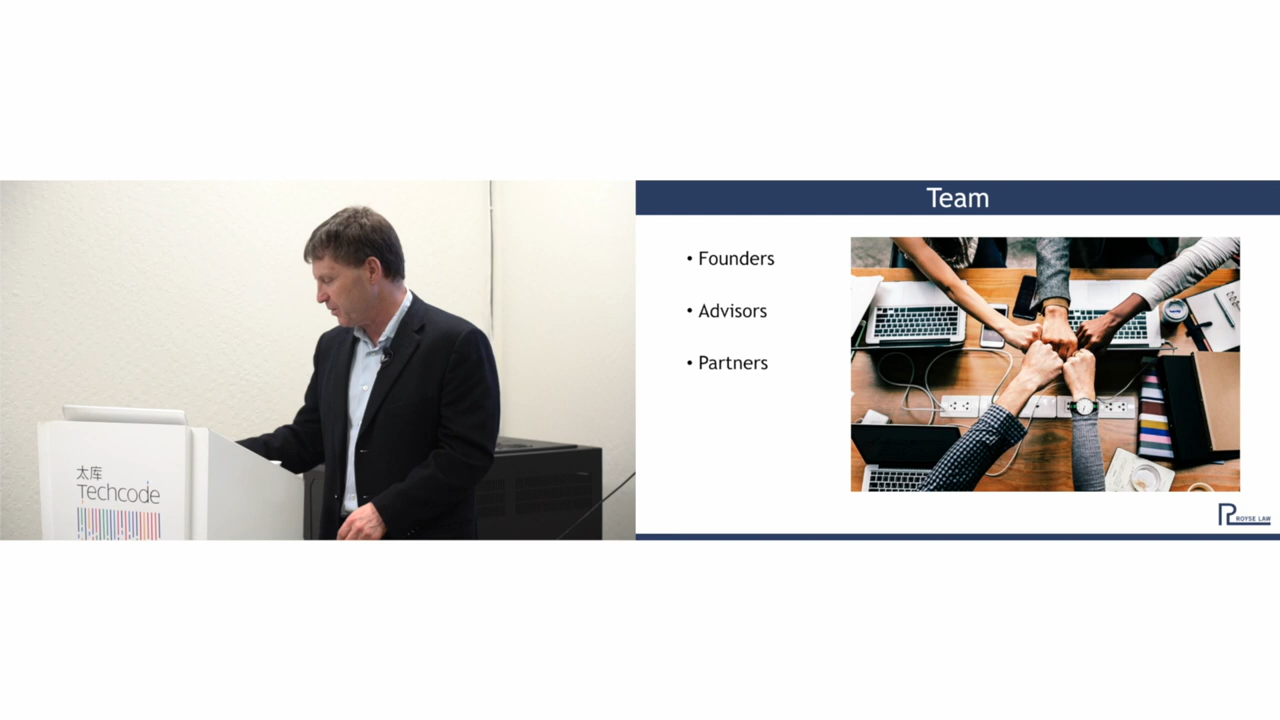 太库
Techcode
Team
• Founders
• Advisors
• Partners
ROYSE LAW